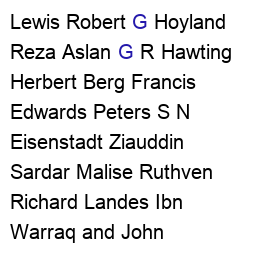 Lewis Robert G Hoyland
Reza Aslan G R Hawting
Herbert Berg Francis
Edwards Peters S N
Eisenstadt Ziauddin
Sardar Malise Ruthven
Richard Landes Ibn
Warraq and John